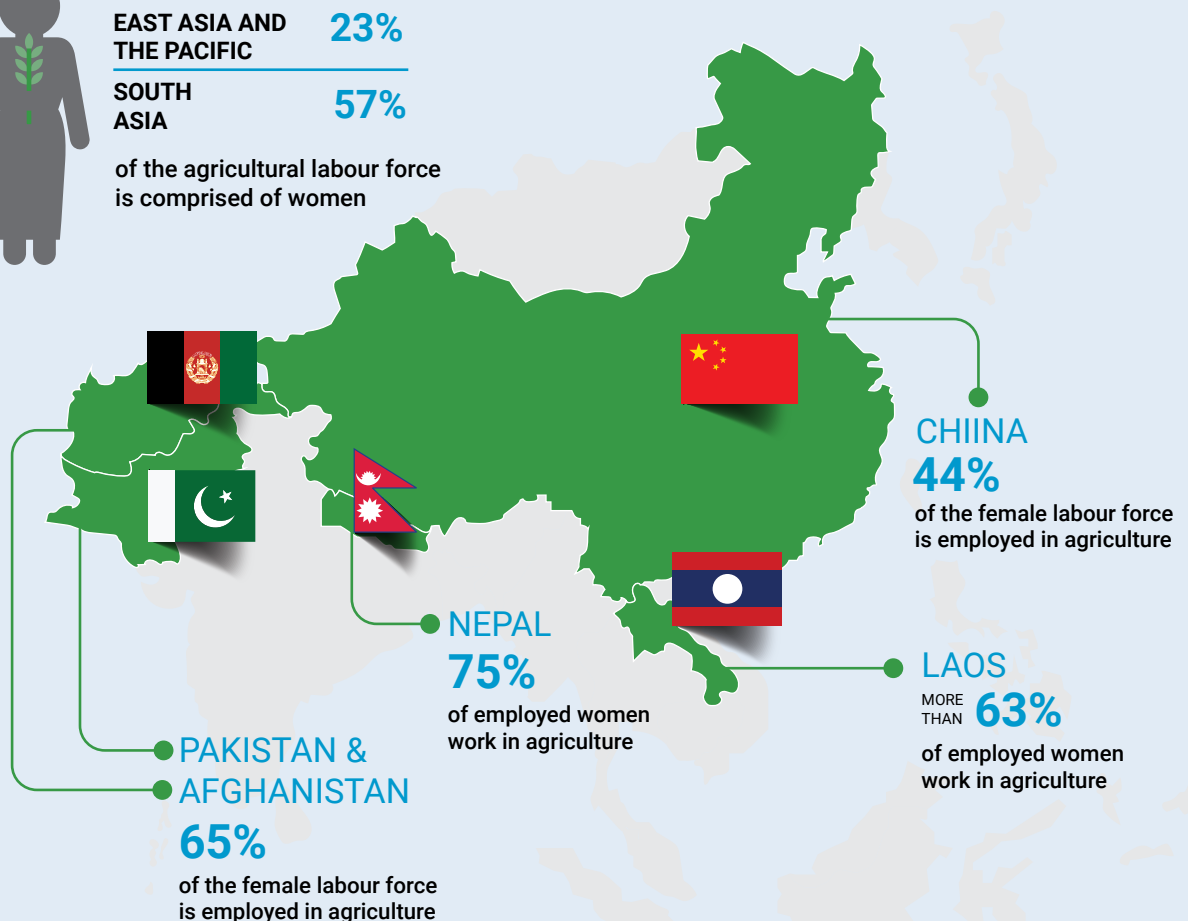 EAST ASIA AND
THE PACIFIC
23%
SOUTH
ASIA
57%
of the agricultural labour force
is comprised of women
CHIINA
44%
of the female labour force
is employed in agriculture
NEPAL
75%
of employed women
work in agriculture
LAOS
MORE
THAN
63%
of employed women
work in agriculture
PAKISTAN &
AFGHANISTAN
65%
of the female labour force
is employed in agriculture